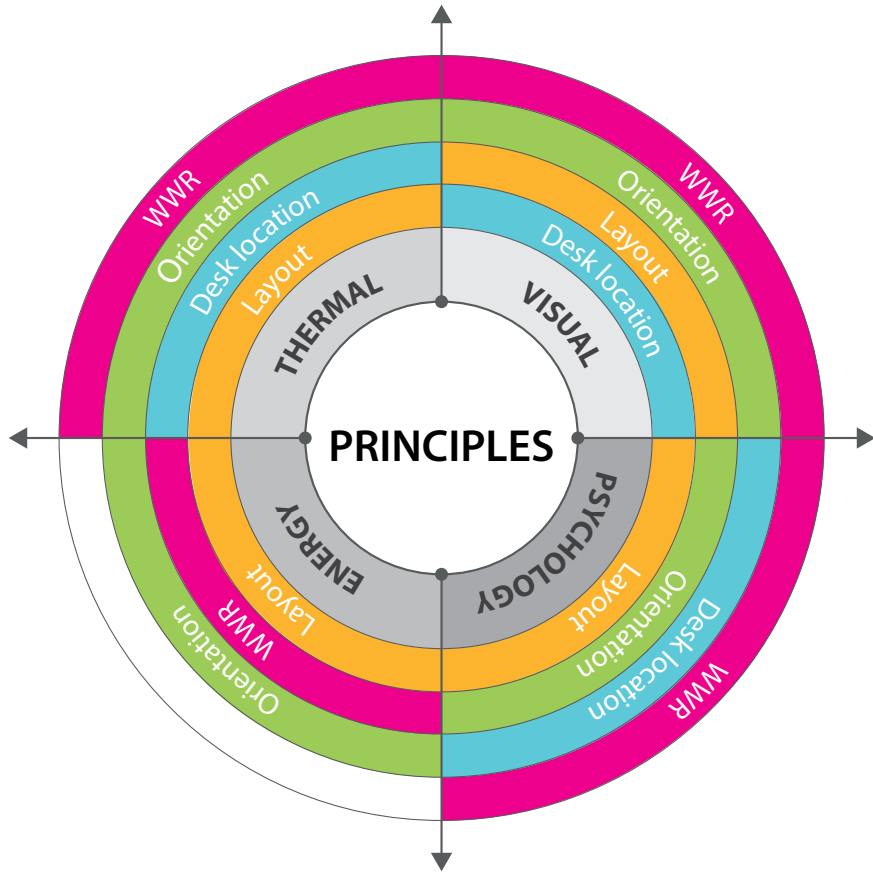 WWR
Orientation
Desk location
Layout
THERMAL
WWR
Orientation
Layout
Desk location
VISUAL
PRINCIPLES
ENERGY
Layout
WWR
Orientation
PSYCHOLOGY
Layout
Orientation
Desk location
WWR